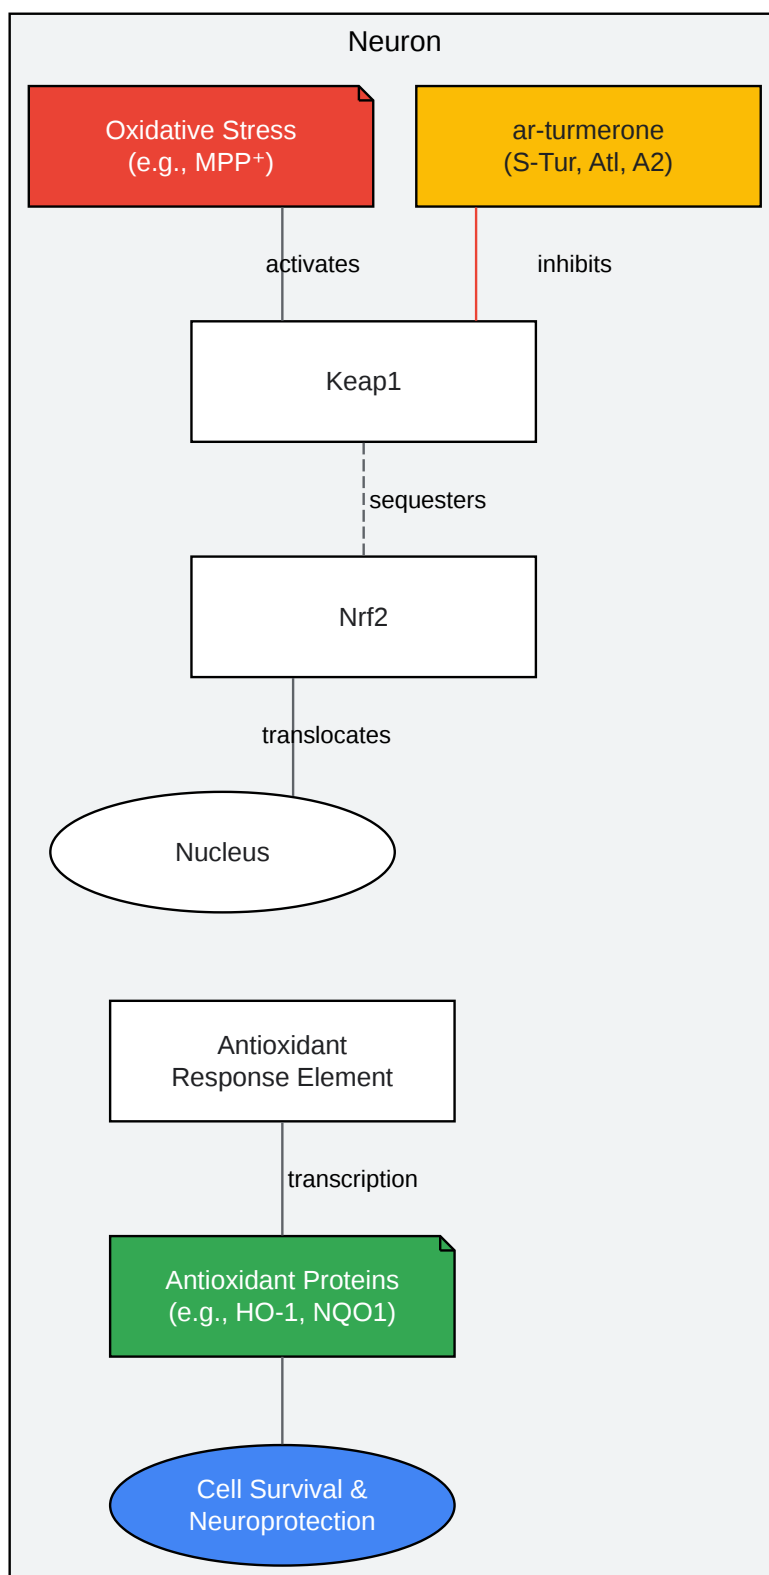 Neuron
Oxidative Stress
(e.g., MPP⁺)
ar-turmerone
(S-Tur, Atl, A2)
activates
inhibits
Keap1
sequesters
Nrf2
translocates
Nucleus
Antioxidant
Response Element
transcription
Antioxidant Proteins
(e.g., HO-1, NQO1)
Cell Survival &
Neuroprotection